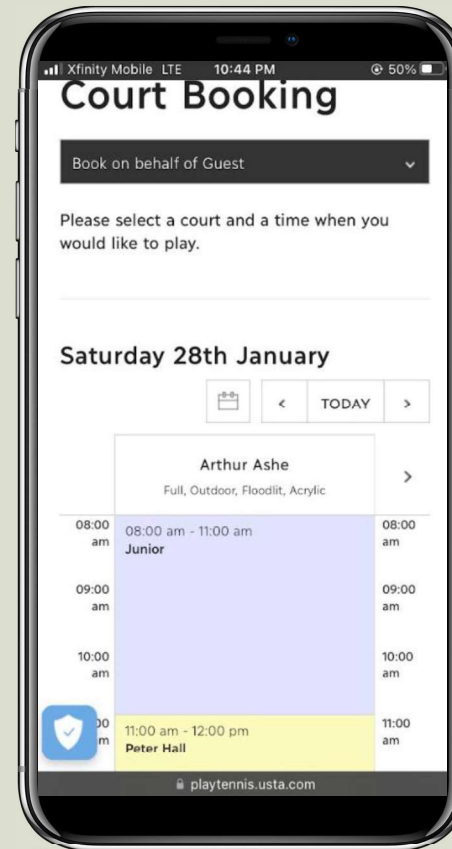 Xfinity Mobile LTE 10:44 PM 50%
Court Booking
Book on behalf of Guest
Please select a court and a time when you
would like to play.
Saturday 28th January
< TODAY >
Arthur Ashe
>
Full, Outdoor, Floodlit, Acrylic
08:00 am
08:00 am - 11:00 am
08:00 am
Junior
09:00 am
09:00 am
10:00 am
10:00 am
11:00 am - 12:00 pm
11:00 am
Peter Hall
playtennis.usta.com